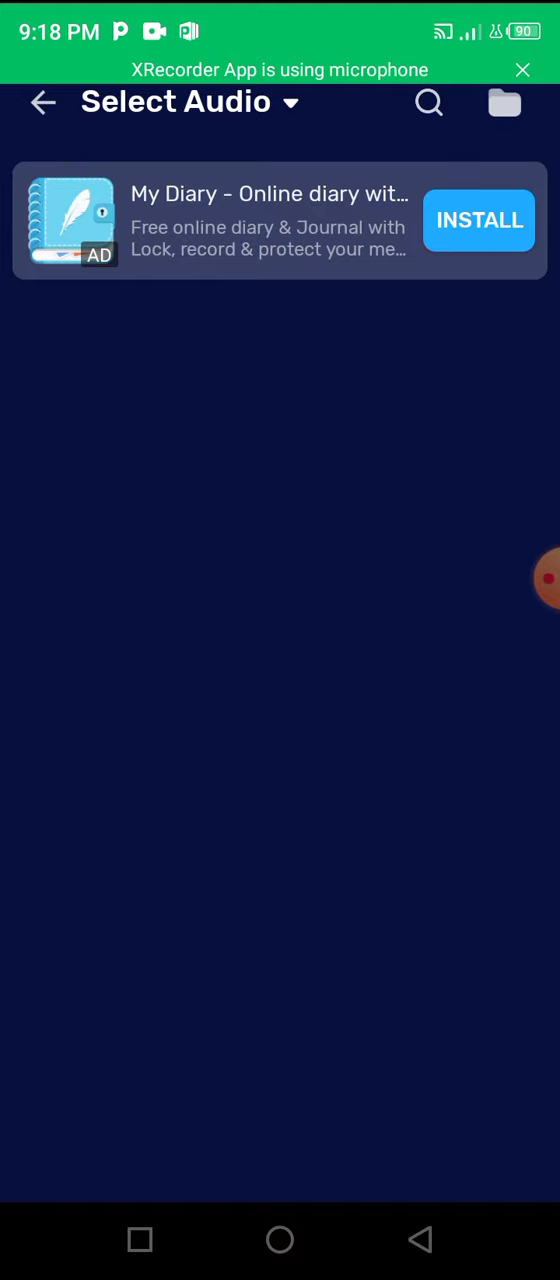 9:18 PM
90
XRecorder App is using microphone
Select Audio
My Diary - Online diary wit...
Free online diary & Journal with
Lock, record & protect your me...
AD
INSTALL